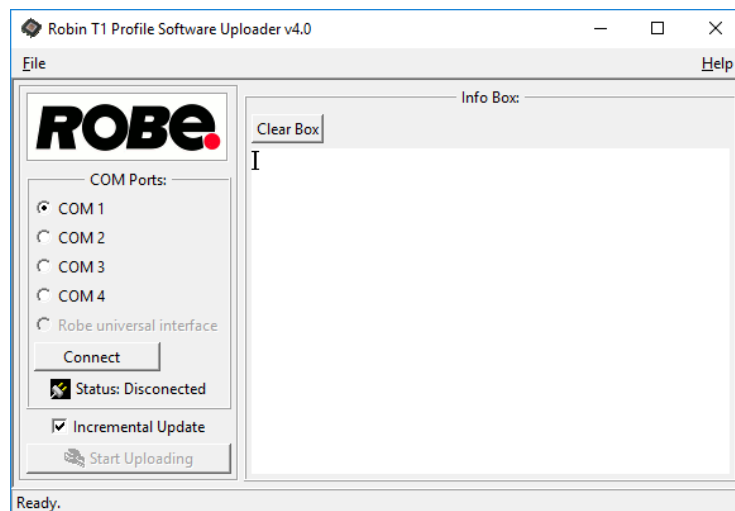 Robin T1 Profile Software Uploader v4.0
File
Help
ROBE
COM Ports:
COM 1
COM 2
COM 3
COM 4
Robe universal interface
Connect
Status: Disconected
Incremental Update
Start Uploading
Info Box:
Clear Box
Ready.